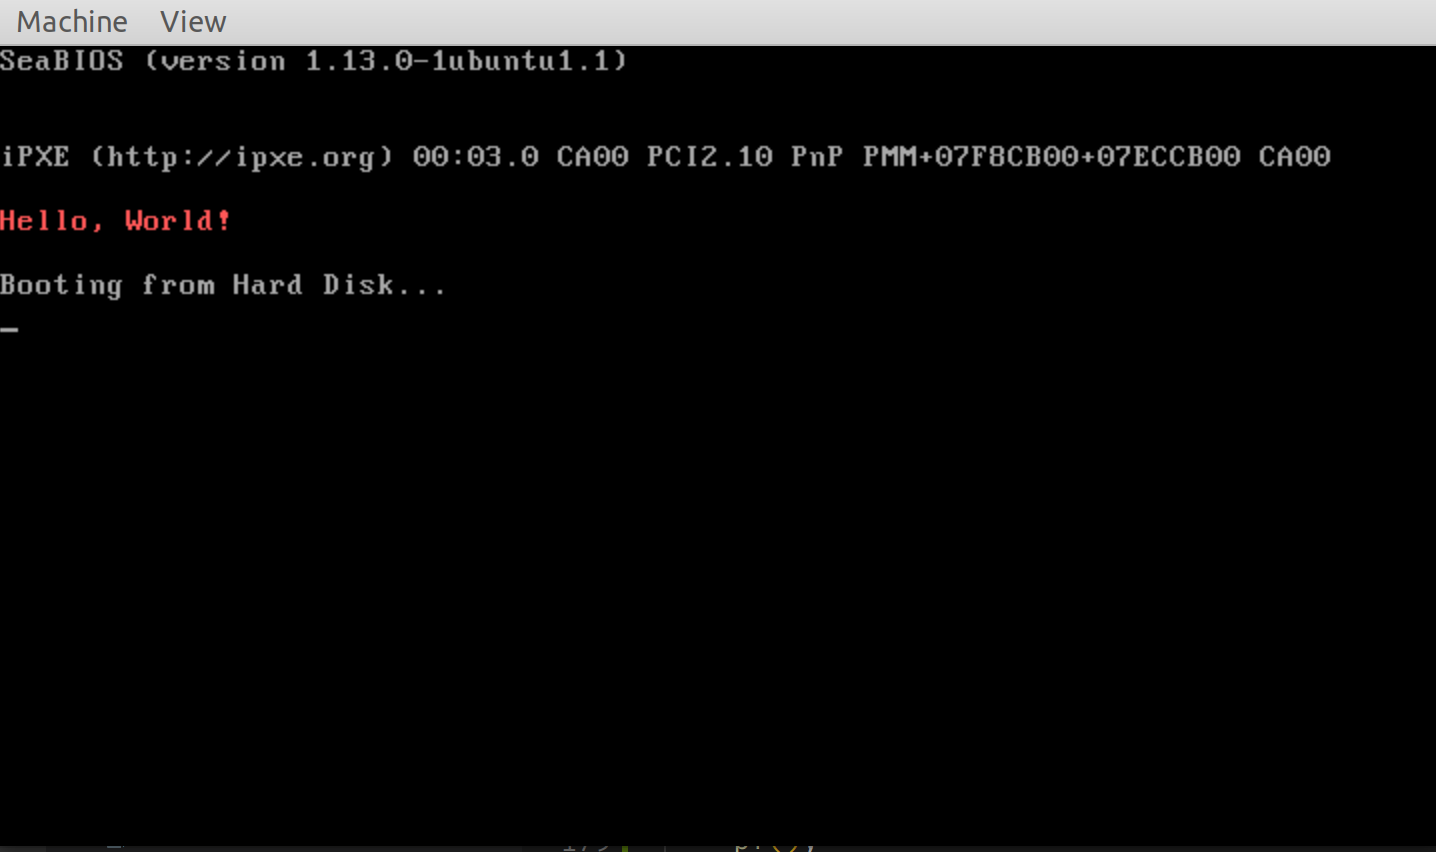 Machine View
SeaBIOS (version 1.13.0-1ubuntu1.1)
iPXE (http://ipxe.org) 00:03.0 CA00 PCI2.10 PnP PMM+07F8CB00+07ECCB00 CA00
Hello, World!
Booting from Hard Disk...
_